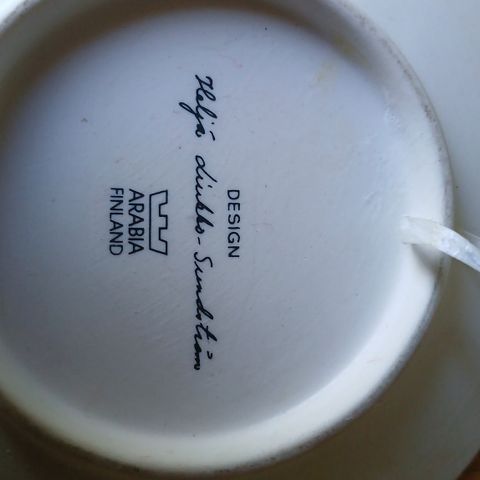 DESIGN
Heljä Liukko-Sundström
ARABIA
FINLAND